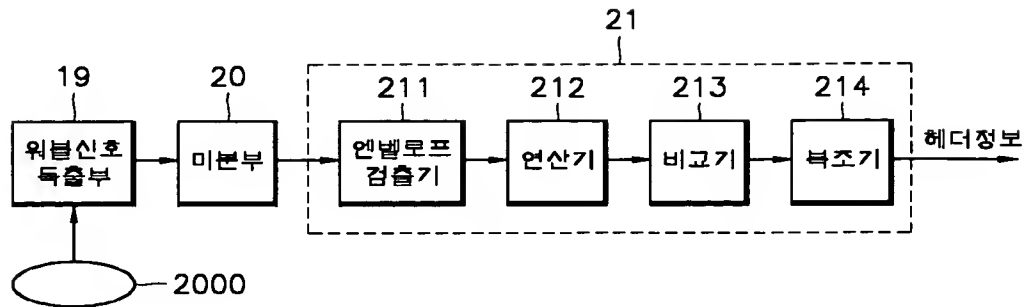 21
19
20
211
212
213
214
워블신호
독출부
미분부
엔벨로프
검출기
연산기
비교기
복조기
헤더정보
2000